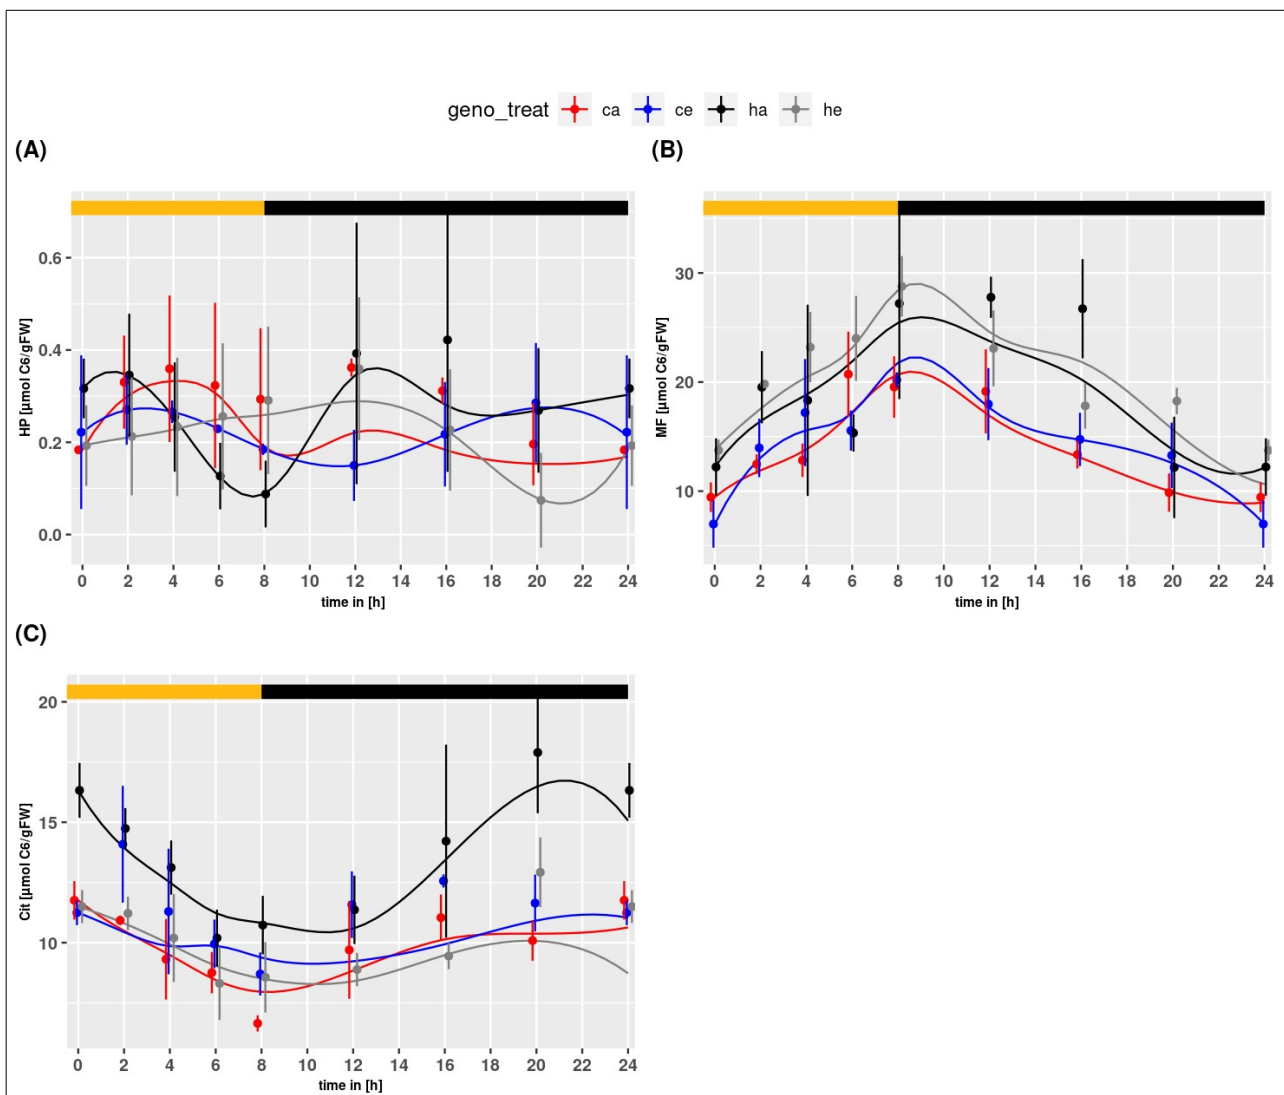 geno_treat ca ce ha he
(A) (B)
0.6
0.4
0.2
0.0
HP [µmol C6/gFW]
0 2 4 6 8 10 12 14 16 18 20 22 24
time in [h]
30
20
10
MF [µmol C6/gFW]
0 2 4 6 8 10 12 14 16 18 20 22 24
time in [h]
(C)
20
15
10
Cit [µmol C6/gFW]
0 2 4 6 8 10 12 14 16 18 20 22 24
time in [h]